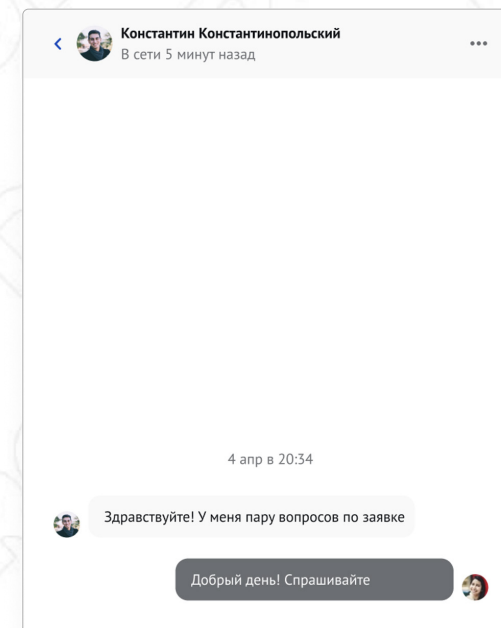 Константин Константинопольский
В сети 5 минут назад
4 апр в 20:34
Здравствуйте! У меня пару вопросов по заявке
Добрый день! Спрашивайте